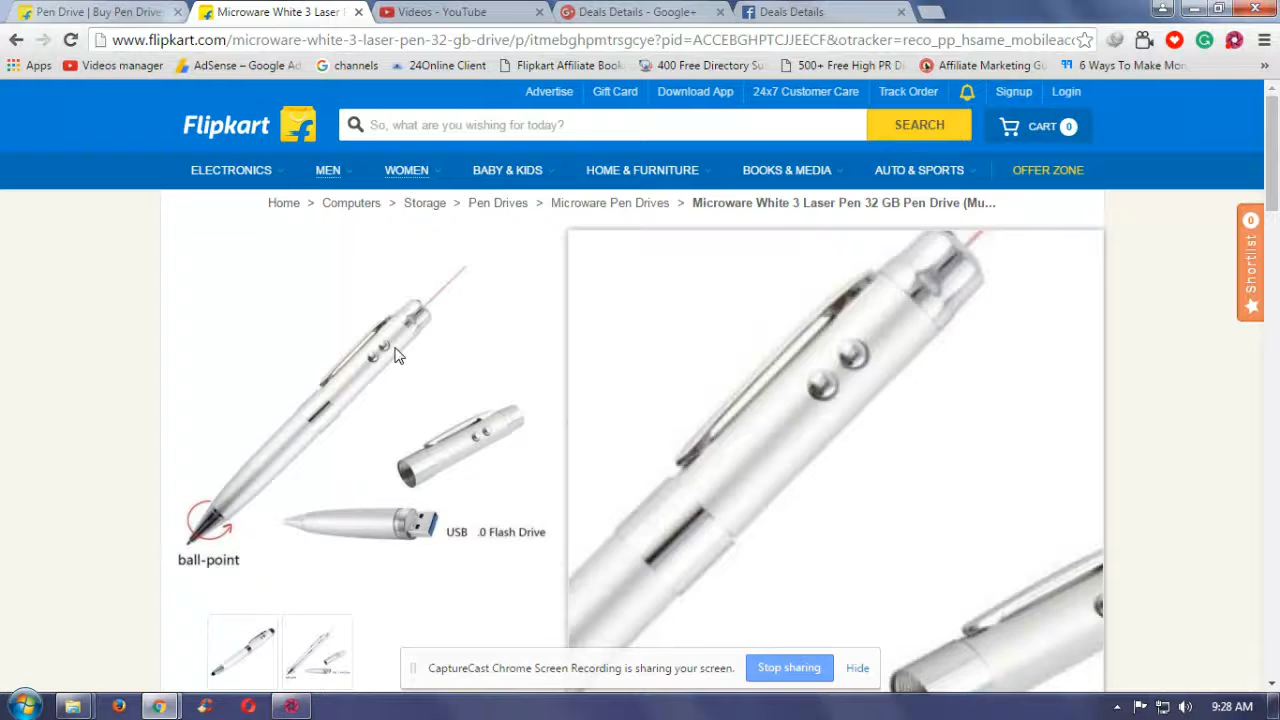 Pen Drive | Buy Pen Drive
Microware White 3 Laser
Videos - YouTube
Deals Details - Google+
Deals Details
www.flipkart.com/microware-white-3-laser-pen-32-gb-drive/p/itmebghpmtrsgcye?pid=ACCEBGHPTCJJEECF&otracker=reco_pp_hsame_mobileacc
Apps
Videos manager
AdSense – Google Ad
channels
24Online Client
Flipkart Affiliate Book
400 Free Directory Su
500+ Free High PR Di
Affiliate Marketing Gu
6 Ways To Make Mon
»
Advertise
Gift Card
Download App
24x7 Customer Care
Track Order
Signup
Login
Flipkart
So, what are you wishing for today?
SEARCH
CART 0
ELECTRONICS
MEN
WOMEN
BABY & KIDS
HOME & FURNITURE
BOOKS & MEDIA
AUTO & SPORTS
OFFER ZONE
Home > Computers > Storage > Pen Drives > Microware Pen Drives > Microware White 3 Laser Pen 32 GB Pen Drive (Mu...
0
Shortlist
USB .0 Flash Drive
ball-point
CaptureCast Chrome Screen Recording is sharing your screen.
Stop sharing
Hide
9:28 AM